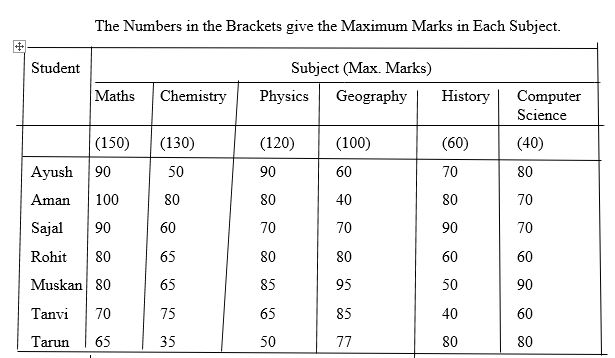 The Numbers in the Brackets give the Maximum Marks in Each Subject.
Student Subject (Max. Marks)
Maths Chemistry Physics Geography History Computer
Science
(150) (130) (120) (100) (60) (40)
Ayush 90 50 90 60 70 80
Aman 100 80 80 40 80 70
Sajal 90 60 70 70 90 70
Rohit 80 65 80 80 60 60
Muskan 80 65 85 95 50 90
Tanvi 70 75 65 85 40 60
Tarun 65 35 50 77 80 80